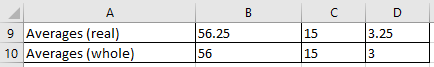 A B C D
9 Averages (real) 56.25 15 3.25
10 Averages (whole) 56 15 3